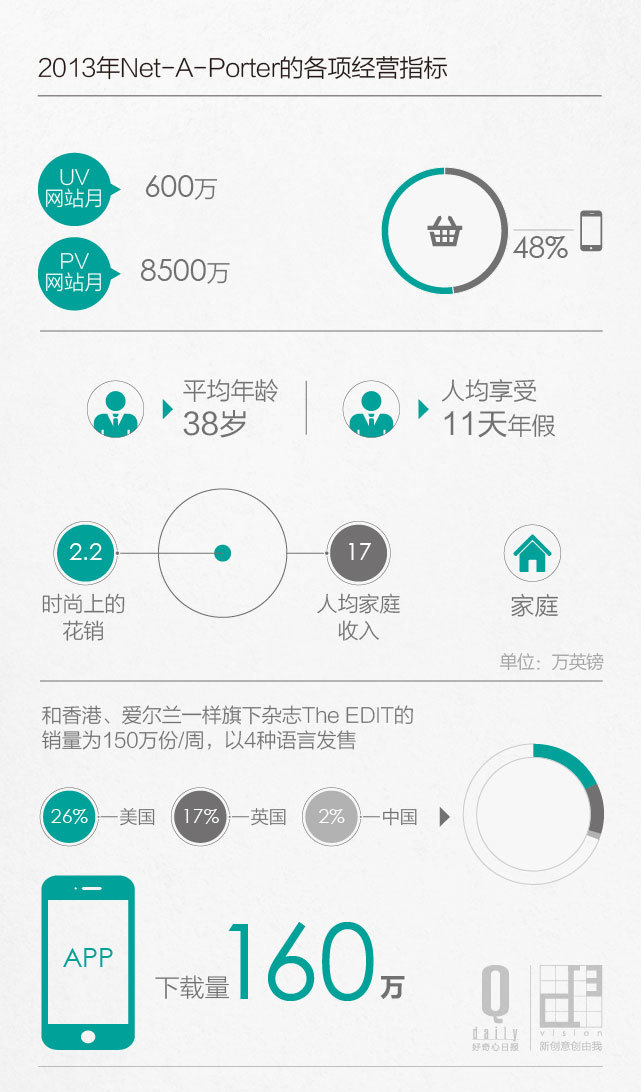 2013年Net-A-Porter的各项经营指标
UV
网站月
600万
PV
网站月
8500万
48%
平均年龄
38岁
人均享受
11天年假
2.2
17
时尚上的
花销
人均家庭
收入
家庭
单位：万英镑
和香港、爱尔兰一样旗下杂志The EDIT的
销量为150万份/周，以4种语言发售
26%
美国
17%
英国
2%
中国
APP
下载量160万
Q
daily
好奇心日报
d3
vision
新创意创由我